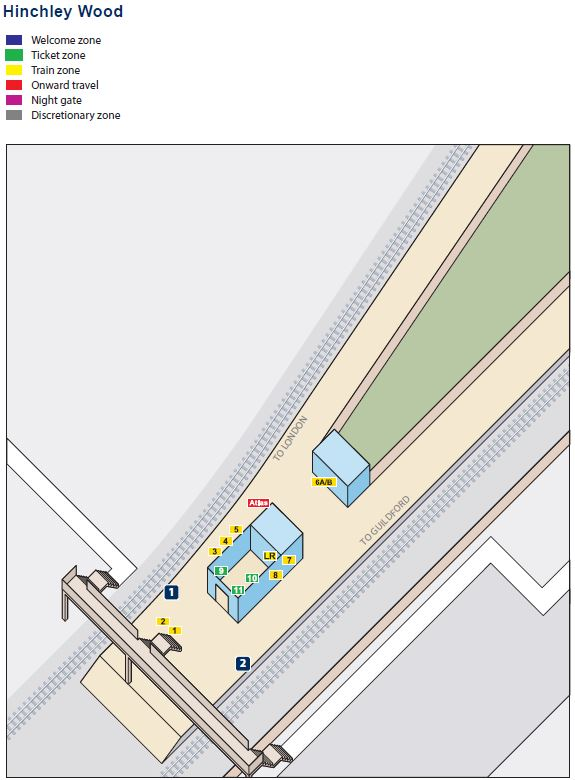 Hinchley Wood
Welcome zone
Ticket zone
Train zone
Onward travel
Night gate
Discretionary zone
TO LONDON
6A/B
TO GUILDFORD
5
4
3
LR
7
8
9
10
11
1
2
1
2